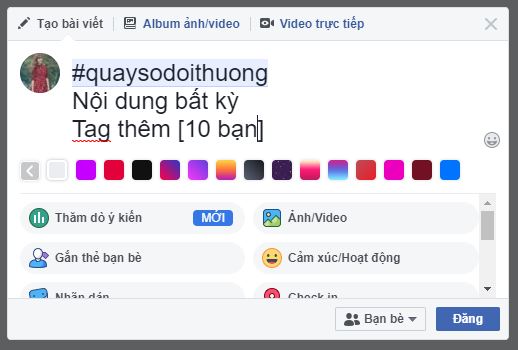 Tạo bài viết
Album ảnh/video
Video trực tiếp
#quaysodoithuong
Nội dung bất kỳ
Tag thêm [10 bạn]
Thăm dò ý kiến
MỚI
Ảnh/Video
Gắn thẻ bạn bè
Cảm xúc/Hoạt động
Nhãn dán
Check in
Bạn bè
Đăng